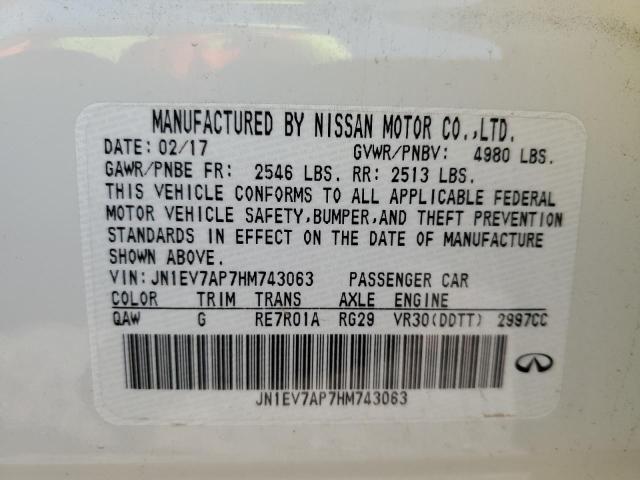 MANUFACTURED BY NISSAN MOTOR CO.,LTD.
DATE: 02/17 GVWR/PNBV: 4980 LBS.
GAWR/PNBE FR: 2546 LBS. RR: 2513 LBS.
THIS VEHICLE CONFORMS TO ALL APPLICABLE FEDERAL
MOTOR VEHICLE SAFETY,BUMPER,AND THEFT PREVENTION
STANDARDS IN EFFECT ON THE DATE OF MANUFACTURE
SHOWN ABOVE.
VIN: JN1EV7AP7HM743063 PASSENGER CAR
COLOR TRIM TRANS AXLE ENGINE
QAW G RE7R01A RG29 VR30(DDTT) 2997CC
JN1EV7AP7HM743063